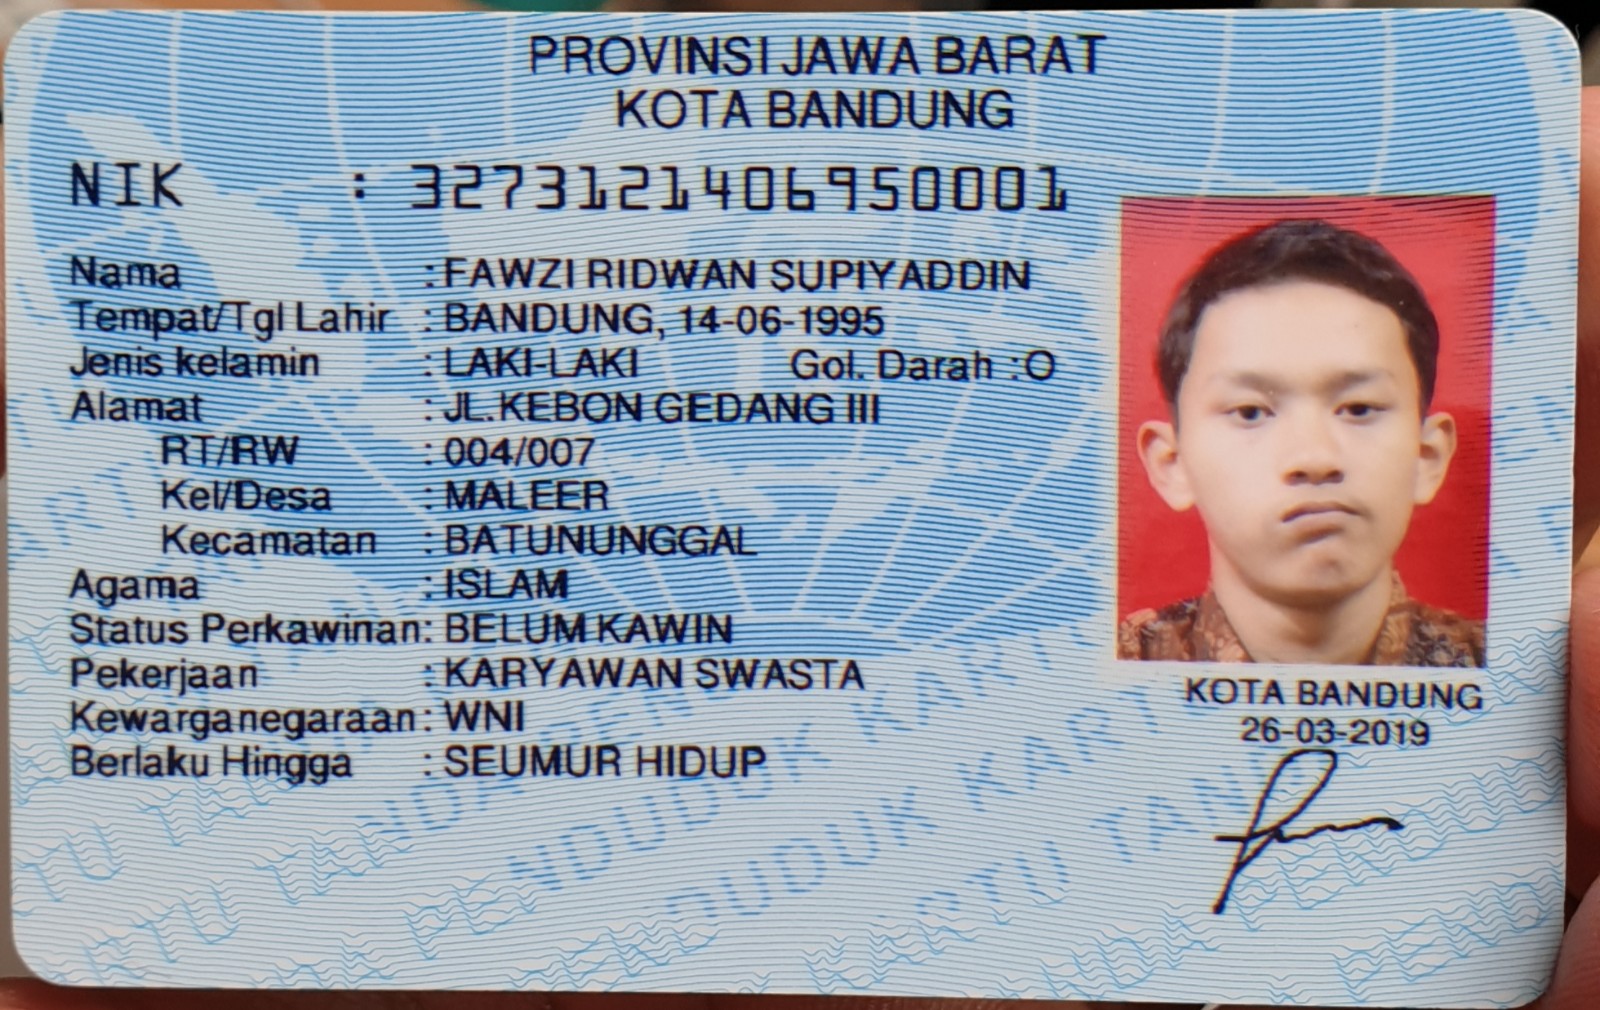 PROVINSI JAWA BARAT
KOTA BANDUNG
NIK : 3273121406950001
Nama : FAWZI RIDWAN SUPIYADDIN
Tempat/Tgl Lahir : BANDUNG, 14-06-1995
Jenis kelamin : LAKI-LAKI Gol. Darah : O
Alamat : JL.KEBON GEDANG III
RT/RW : 004/007
Kel/Desa : MALEER
Kecamatan : BATUNUNGGAL
Agama : ISLAM
Status Perkawinan : BELUM KAWIN
Pekerjaan : KARYAWAN SWASTA
Kewarganegaraan : WNI
Berlaku Hingga : SEUMUR HIDUP
KOTA BANDUNG
26-03-2019